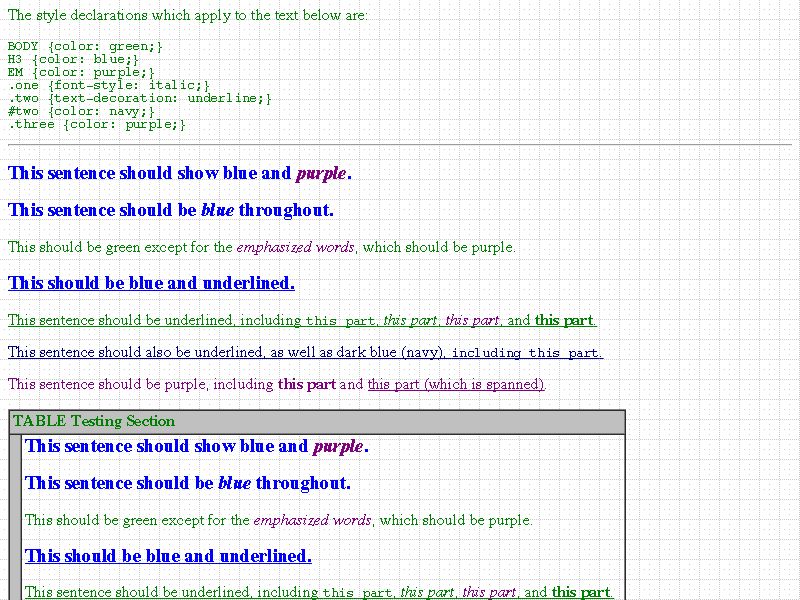 The style declarations which apply to the text below are:
BODY {color: green;}
H3 {color: blue;}
EM {color: purple;}
.one {font-style: italic;}
.two {text-decoration: underline;}
#two {color: navy;}
.three {color: purple;}
This sentence should show blue and purple.
This sentence should be blue throughout.
This should be green except for the emphasized words, which should be purple.
This should be blue and underlined.
This sentence should be underlined, including this part, this part, this part, and this part.
This sentence should also be underlined, as well as dark blue (navy), including this part.
This sentence should be purple, including this part and this part (which is spanned).
TABLE Testing Section
This sentence should show blue and purple.
This sentence should be blue throughout.
This should be green except for the emphasized words, which should be purple.
This should be blue and underlined.
This sentence should be underlined, including this part, this part, this part, and this part.